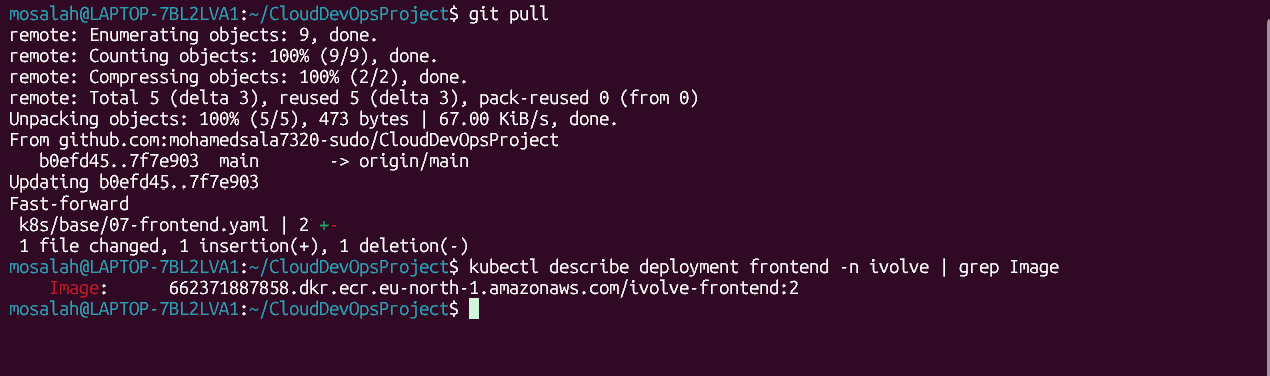 mosalah@LAPTOP-7BL2LVA1:~/CloudDevOpsProject$ git pull
remote: Enumerating objects: 9, done.
remote: Counting objects: 100% (9/9), done.
remote: Compressing objects: 100% (2/2), done.
remote: Total 5 (delta 3), reused 5 (delta 3), pack-reused 0 (from 0)
Unpacking objects: 100% (5/5), 473 bytes | 67.00 KiB/s, done.
From github.com:mohamedsala7320-sudo/CloudDevOpsProject
   b0efd45..7f7e903  main       -> origin/main
Updating b0efd45..7f7e903
Fast-forward
 k8s/base/07-frontend.yaml | 2 +-
 1 file changed, 1 insertion(+), 1 deletion(-)
mosalah@LAPTOP-7BL2LVA1:~/CloudDevOpsProject$ kubectl describe deployment frontend -n ivolve | grep Image
    Image:      662371887858.dkr.ecr.eu-north-1.amazonaws.com/ivolve-frontend:2
mosalah@LAPTOP-7BL2LVA1:~/CloudDevOpsProject$